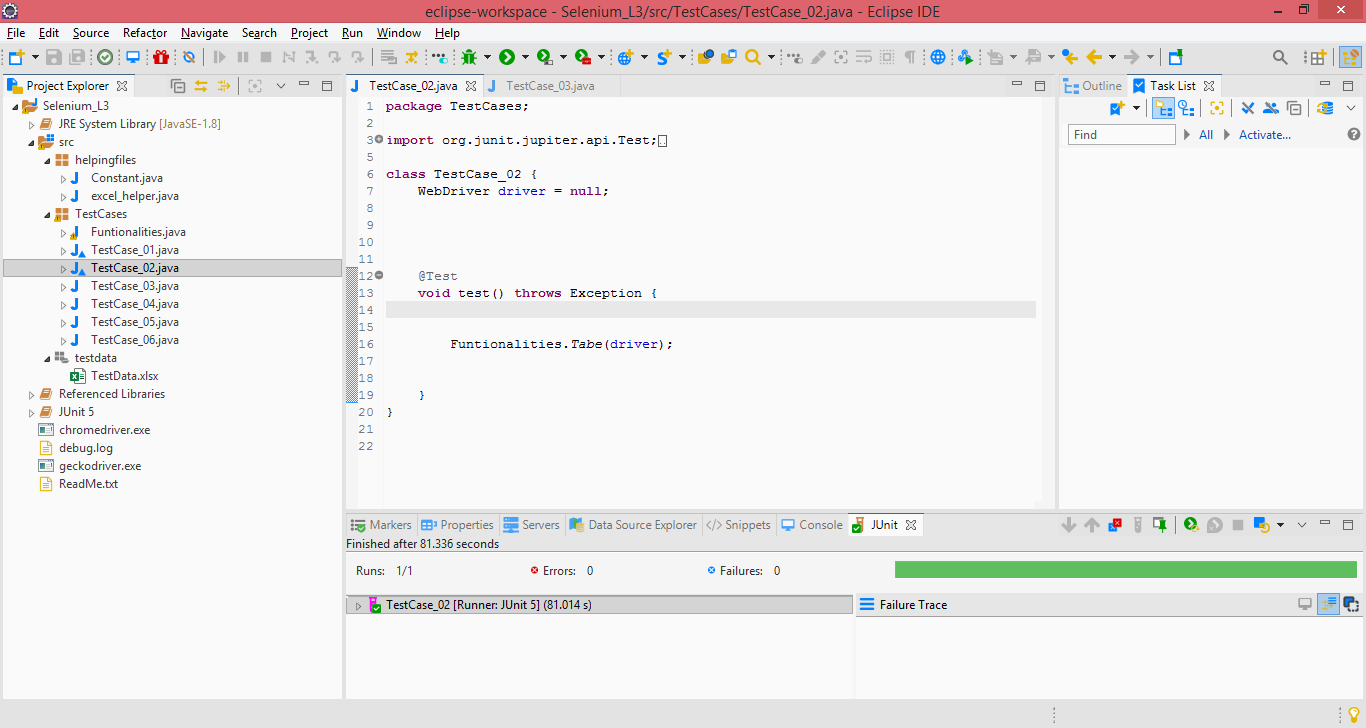 eclipse-workspace - Selenium_L3/src/TestCases/TestCase_02.java - Eclipse IDE
File Edit Source Refactor Navigate Search Project Run Window Help
Project Explorer
Selenium_L3
JRE System Library [JavaSE-1.8]
src
helpingfiles
Constant.java
excel_helper.java
TestCases
Funtionalities.java
TestCase_01.java
TestCase_02.java
TestCase_03.java
TestCase_04.java
TestCase_05.java
TestCase_06.java
testdata
TestData.xlsx
Referenced Libraries
JUnit 5
chromedriver.exe
debug.log
geckodriver.exe
ReadMe.txt
TestCase_02.java TestCase_03.java
1 package TestCases;
2
3 import org.junit.jupiter.api.Test;
5
6 class TestCase_02 {
7 WebDriver driver = null;
8
9
10
11
12 @Test
13 void test() throws Exception {
14
15
16 Funtionalities.Tabe(driver);
17
18
19 }
20 }
21
22
Outline Task List
Find All Activate...
Markers Properties Servers Data Source Explorer Snippets Console JUnit
Finished after 81.336 seconds
Runs: 1/1 Errors: 0 Failures: 0
TestCase_02 [Runner: JUnit 5] (81.014 s)
Failure Trace